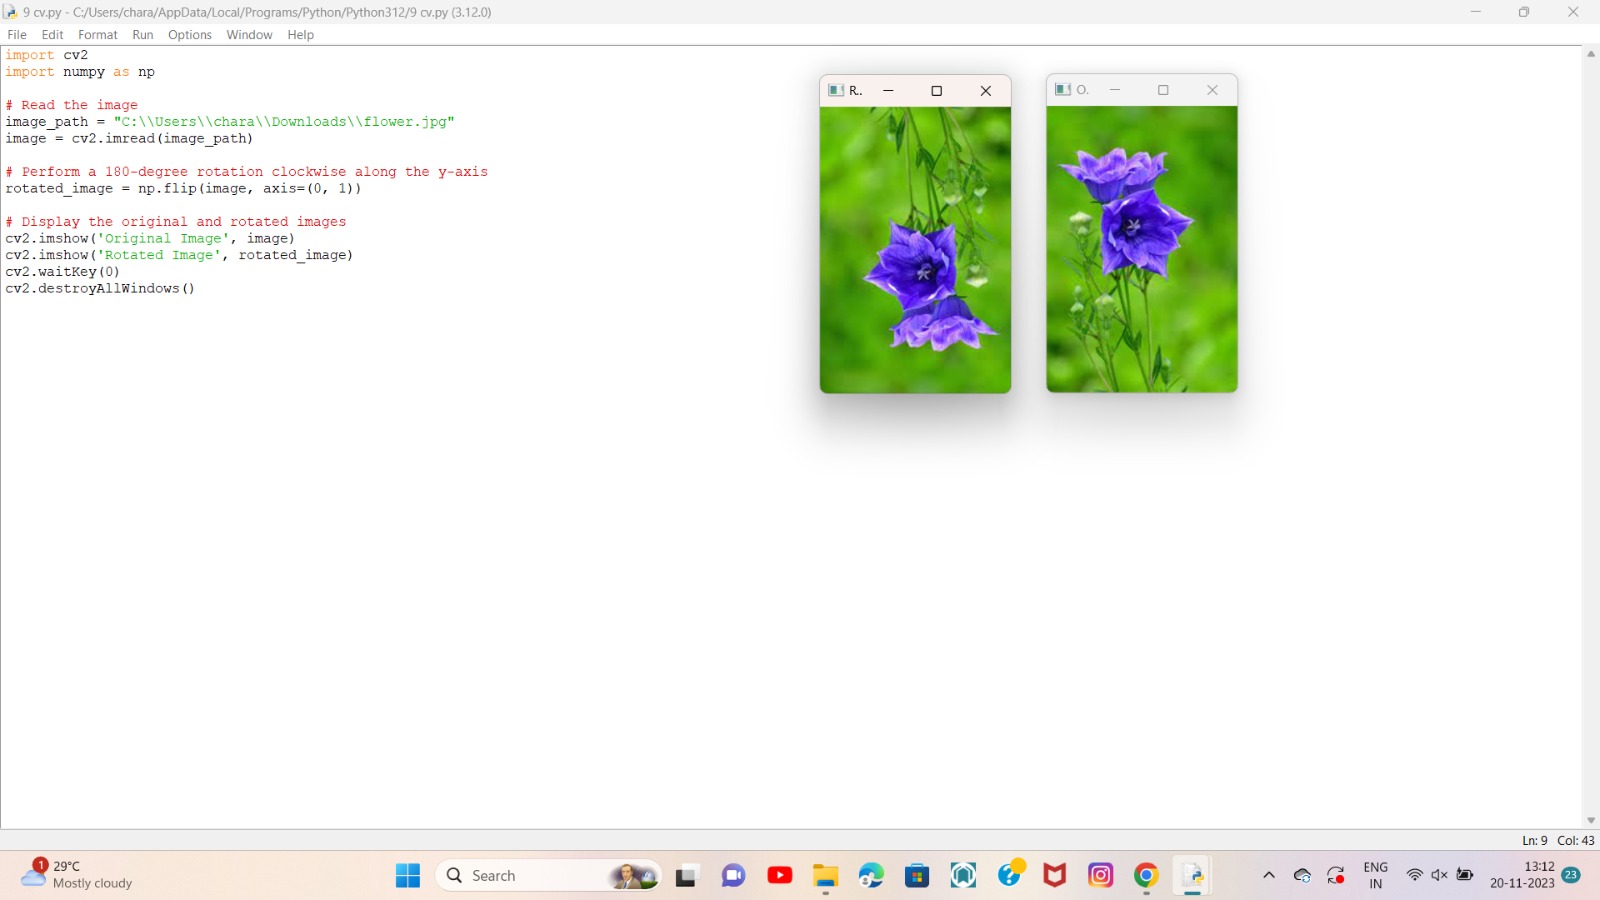 9 cv.py - C:/Users/chara/AppData/Local/Programs/Python/Python312/9 cv.py (3.12.0)
File Edit Format Run Options Window Help
import cv2
import numpy as np
# Read the image
image_path = "C:\\Users\\chara\\Downloads\\flower.jpg"
image = cv2.imread(image_path)
# Perform a 180-degree rotation clockwise along the y-axis
rotated_image = np.flip(image, axis=(0, 1))
# Display the original and rotated images
cv2.imshow('Original Image', image)
cv2.imshow('Rotated Image', rotated_image)
cv2.waitKey(0)
cv2.destroyAllWindows()
R.
O.
Ln: 9 Col: 43
1
29°C
Mostly cloudy
Search
ENG
IN
13:12
20-11-2023
23